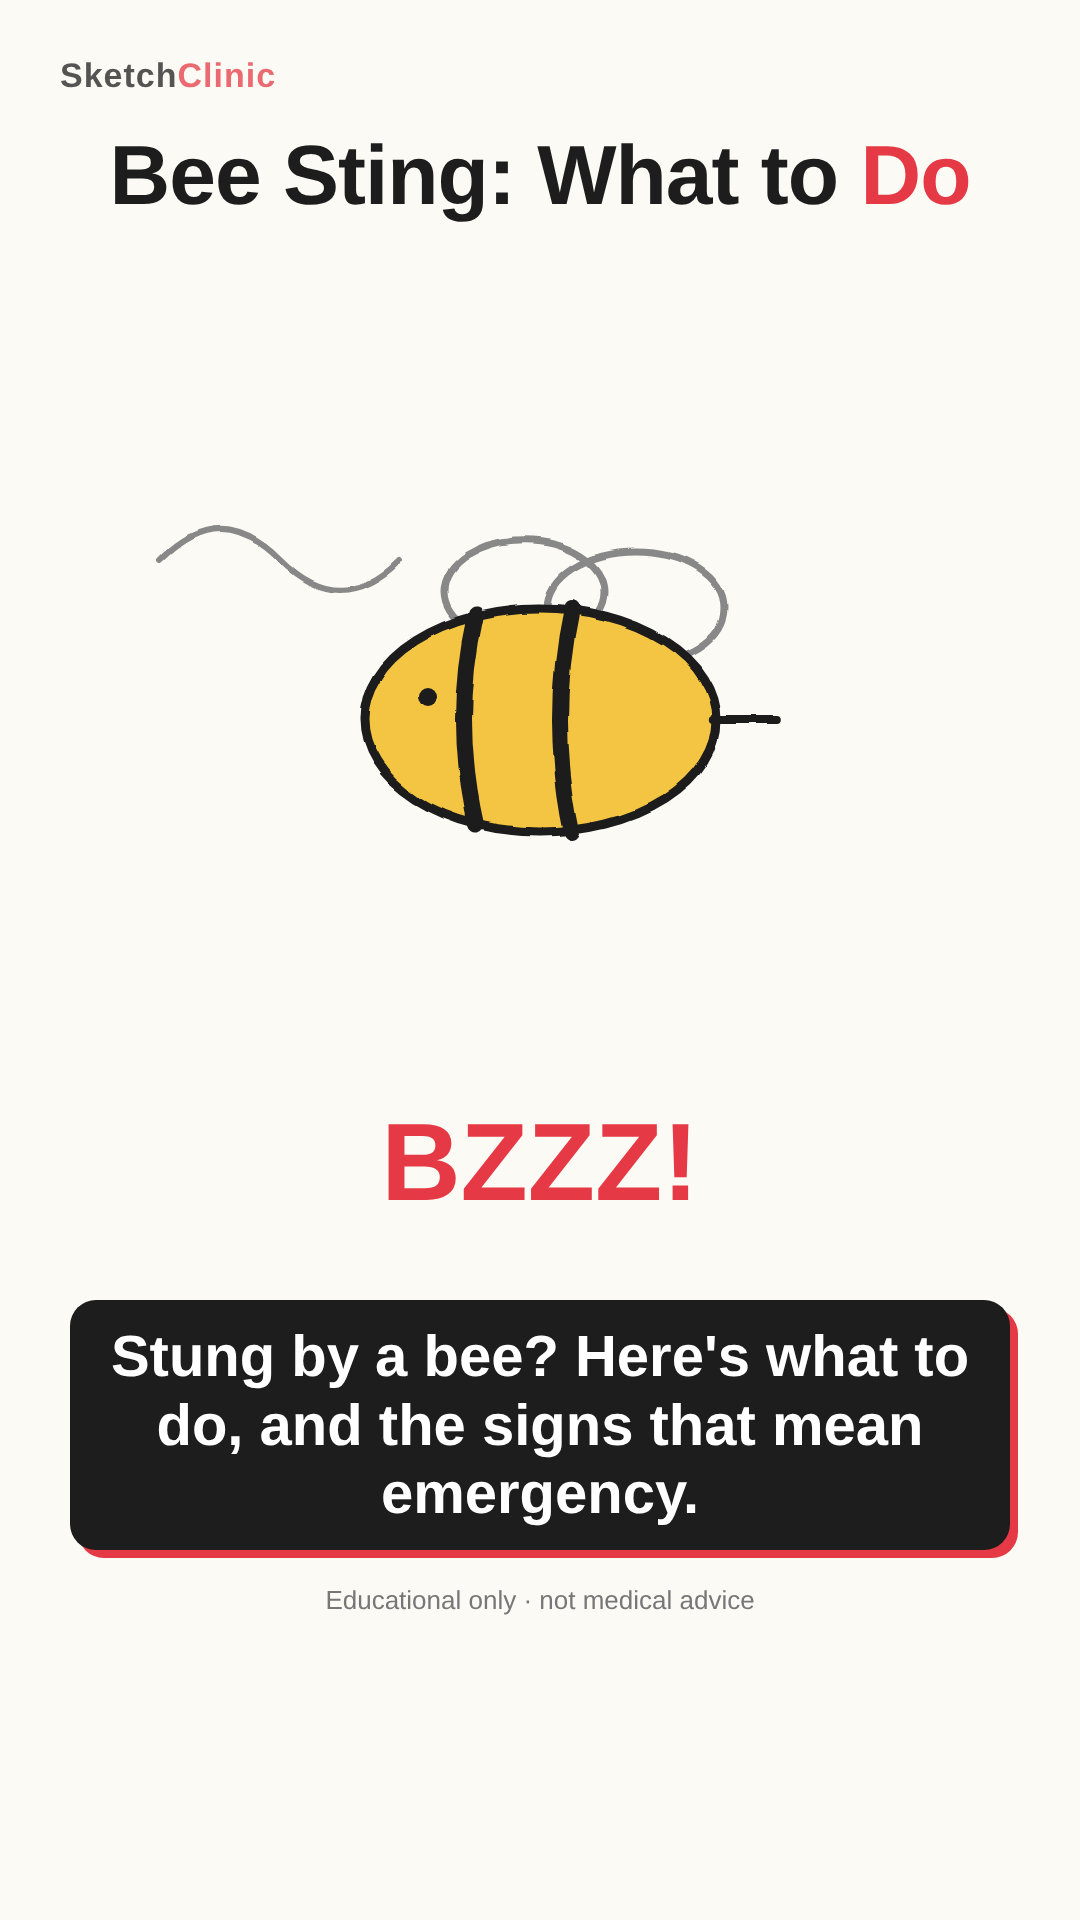 SketchClinic
Bee Sting: What to Do
BZZZ!
Stung by a bee? Here's what to
do, and the signs that mean
emergency.
Educational only · not medical advice